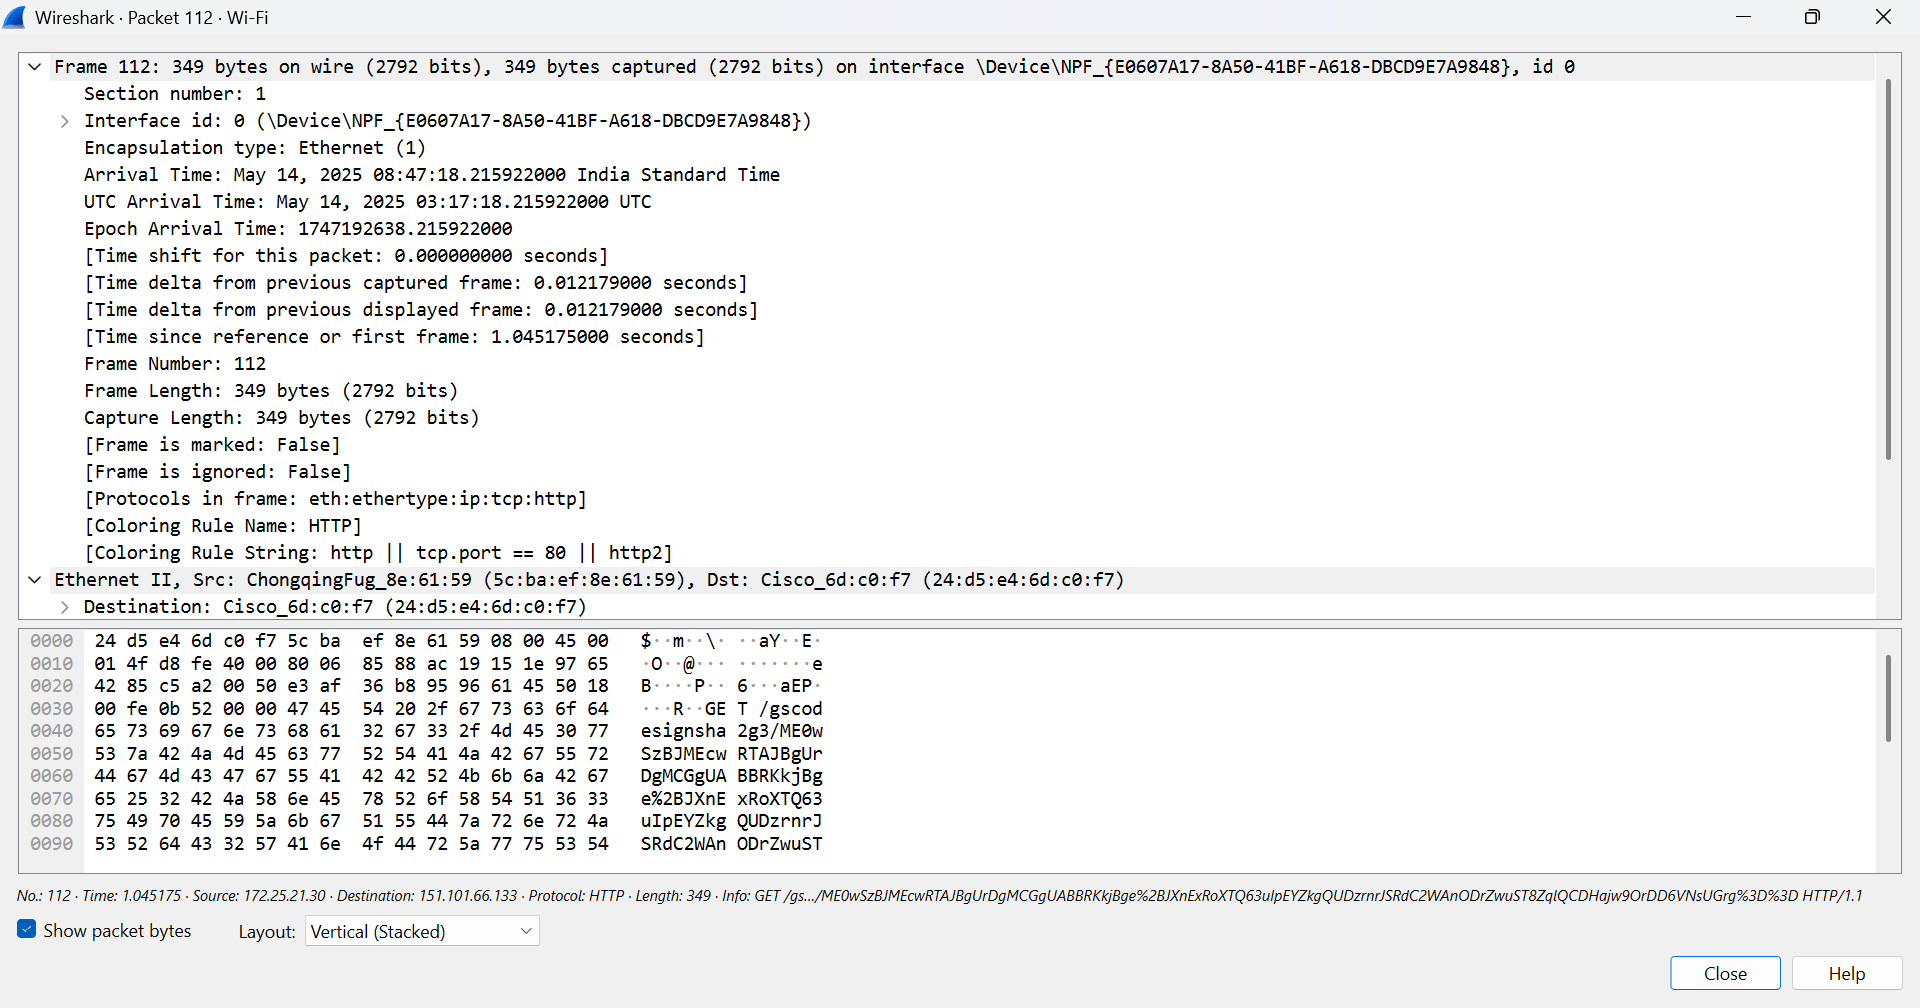 Wireshark · Packet 112 · Wi-Fi
Frame 112: 349 bytes on wire (2792 bits), 349 bytes captured (2792 bits) on interface \Device\NPF_{E0607A17-8A50-41BF-A618-DBCD9E7A9848}, id 0
Section number: 1
Interface id: 0 (\Device\NPF_{E0607A17-8A50-41BF-A618-DBCD9E7A9848})
Encapsulation type: Ethernet (1)
Arrival Time: May 14, 2025 08:47:18.215922000 India Standard Time
UTC Arrival Time: May 14, 2025 03:17:18.215922000 UTC
Epoch Arrival Time: 1747192638.215922000
[Time shift for this packet: 0.000000000 seconds]
[Time delta from previous captured frame: 0.012179000 seconds]
[Time delta from previous displayed frame: 0.012179000 seconds]
[Time since reference or first frame: 1.045175000 seconds]
Frame Number: 112
Frame Length: 349 bytes (2792 bits)
Capture Length: 349 bytes (2792 bits)
[Frame is marked: False]
[Frame is ignored: False]
[Protocols in frame: eth:ethertype:ip:tcp:http]
[Coloring Rule Name: HTTP]
[Coloring Rule String: http || tcp.port == 80 || http2]
Ethernet II, Src: ChongqingFug_8e:61:59 (5c:ba:ef:8e:61:59), Dst: Cisco_6d:c0:f7 (24:d5:e4:6d:c0:f7)
Destination: Cisco_6d:c0:f7 (24:d5:e4:6d:c0:f7)
0000 24 d5 e4 6d c0 f7 5c ba ef 8e 61 59 08 00 45 00 $··m··\· ··aY··E·
0010 01 4f d8 fe 40 00 80 06 85 88 ac 19 15 1e 97 65 ·O··@··· ·······e
0020 42 85 c5 a2 00 50 e3 af 36 b8 95 96 61 45 50 18 B····P·· 6···aEP·
0030 00 fe 0b 52 00 00 47 45 54 20 2f 67 73 63 6f 64 ···R··GE T /gscod
0040 65 73 69 67 6e 73 68 61 32 67 33 2f 4d 45 30 77 esignsha 2g3/ME0w
0050 53 7a 42 4a 4d 45 63 77 52 54 41 4a 42 67 55 72 SzBJMEcw RTAJBgUr
0060 44 67 4d 43 47 67 55 41 42 42 52 4b 6b 6a 42 67 DgMCGgUA BBRKkjBg
0070 65 25 32 42 4a 58 6e 45 78 52 6f 58 54 51 36 33 e%2BJXnE xRoXTQ63
0080 75 49 70 45 59 5a 6b 67 51 55 44 7a 72 6e 72 4a uIpEYZkg QUDzrnrJ
0090 53 52 64 43 32 57 41 6e 4f 44 72 5a 77 75 53 54 SRdC2WAn ODrZwuST
No.: 112 · Time: 1.045175 · Source: 172.25.21.30 · Destination: 151.101.66.133 · Protocol: HTTP · Length: 349 · Info: GET /gs.../ME0wSzBJMEcwRTAJBgUrDgMCGgUABBRKkjBge%2BJXnExRoXTQ63uIpEYZkgQUDzrnrJSRdC2WAnODrZwuST8ZqlQCDHajw9OrDD6VNsUGrg%3D%3D HTTP/1.1
Show packet bytes
Layout: Vertical (Stacked)
Close
Help